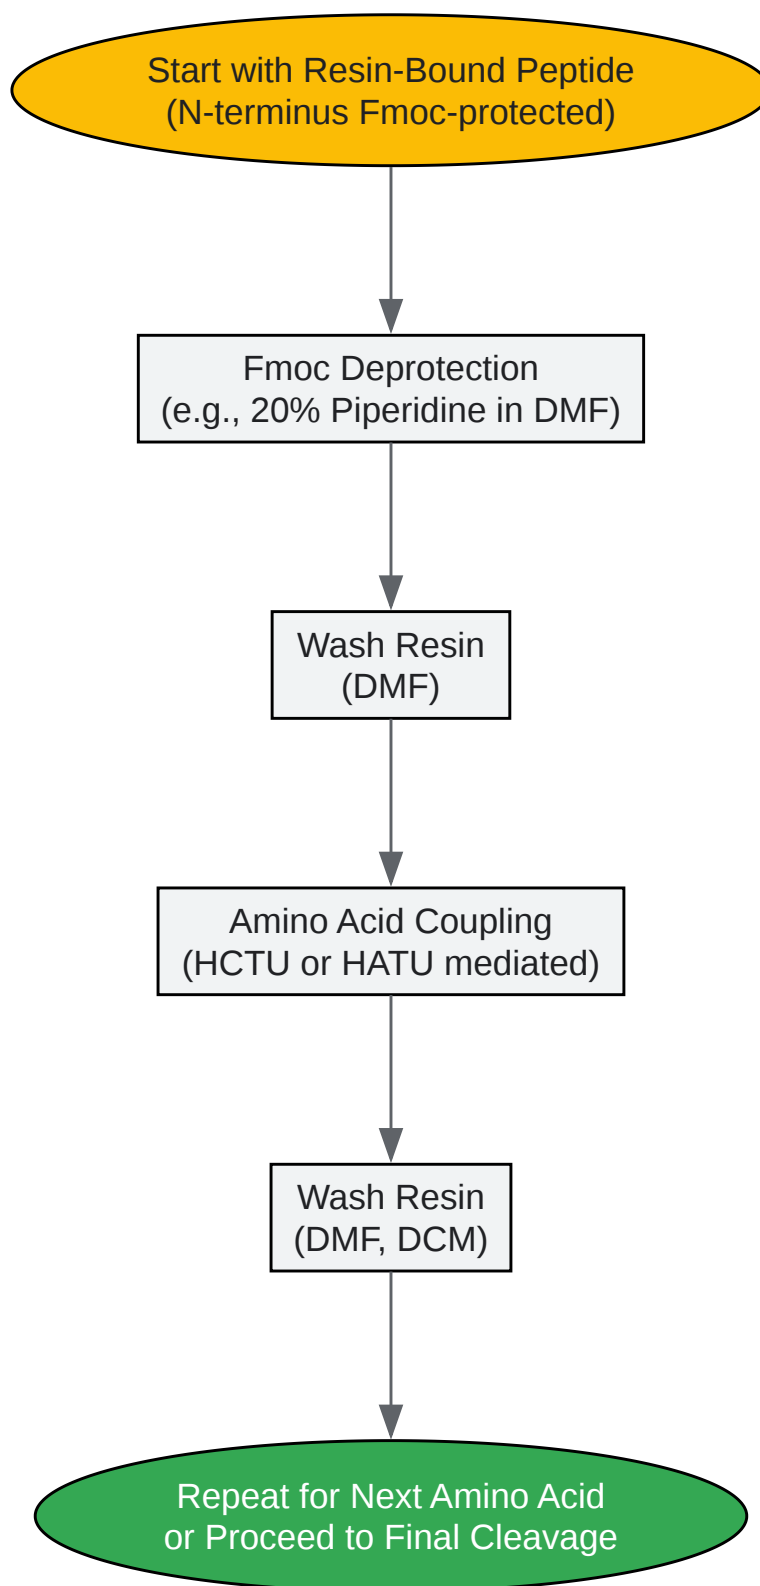 Start with Resin-Bound Peptide
(N-terminus Fmoc-protected)
Fmoc Deprotection
(e.g., 20% Piperidine in DMF)
Wash Resin
(DMF)
Amino Acid Coupling
(HCTU or HATU mediated)
Wash Resin
(DMF, DCM)
Repeat for Next Amino Acid
or Proceed to Final Cleavage